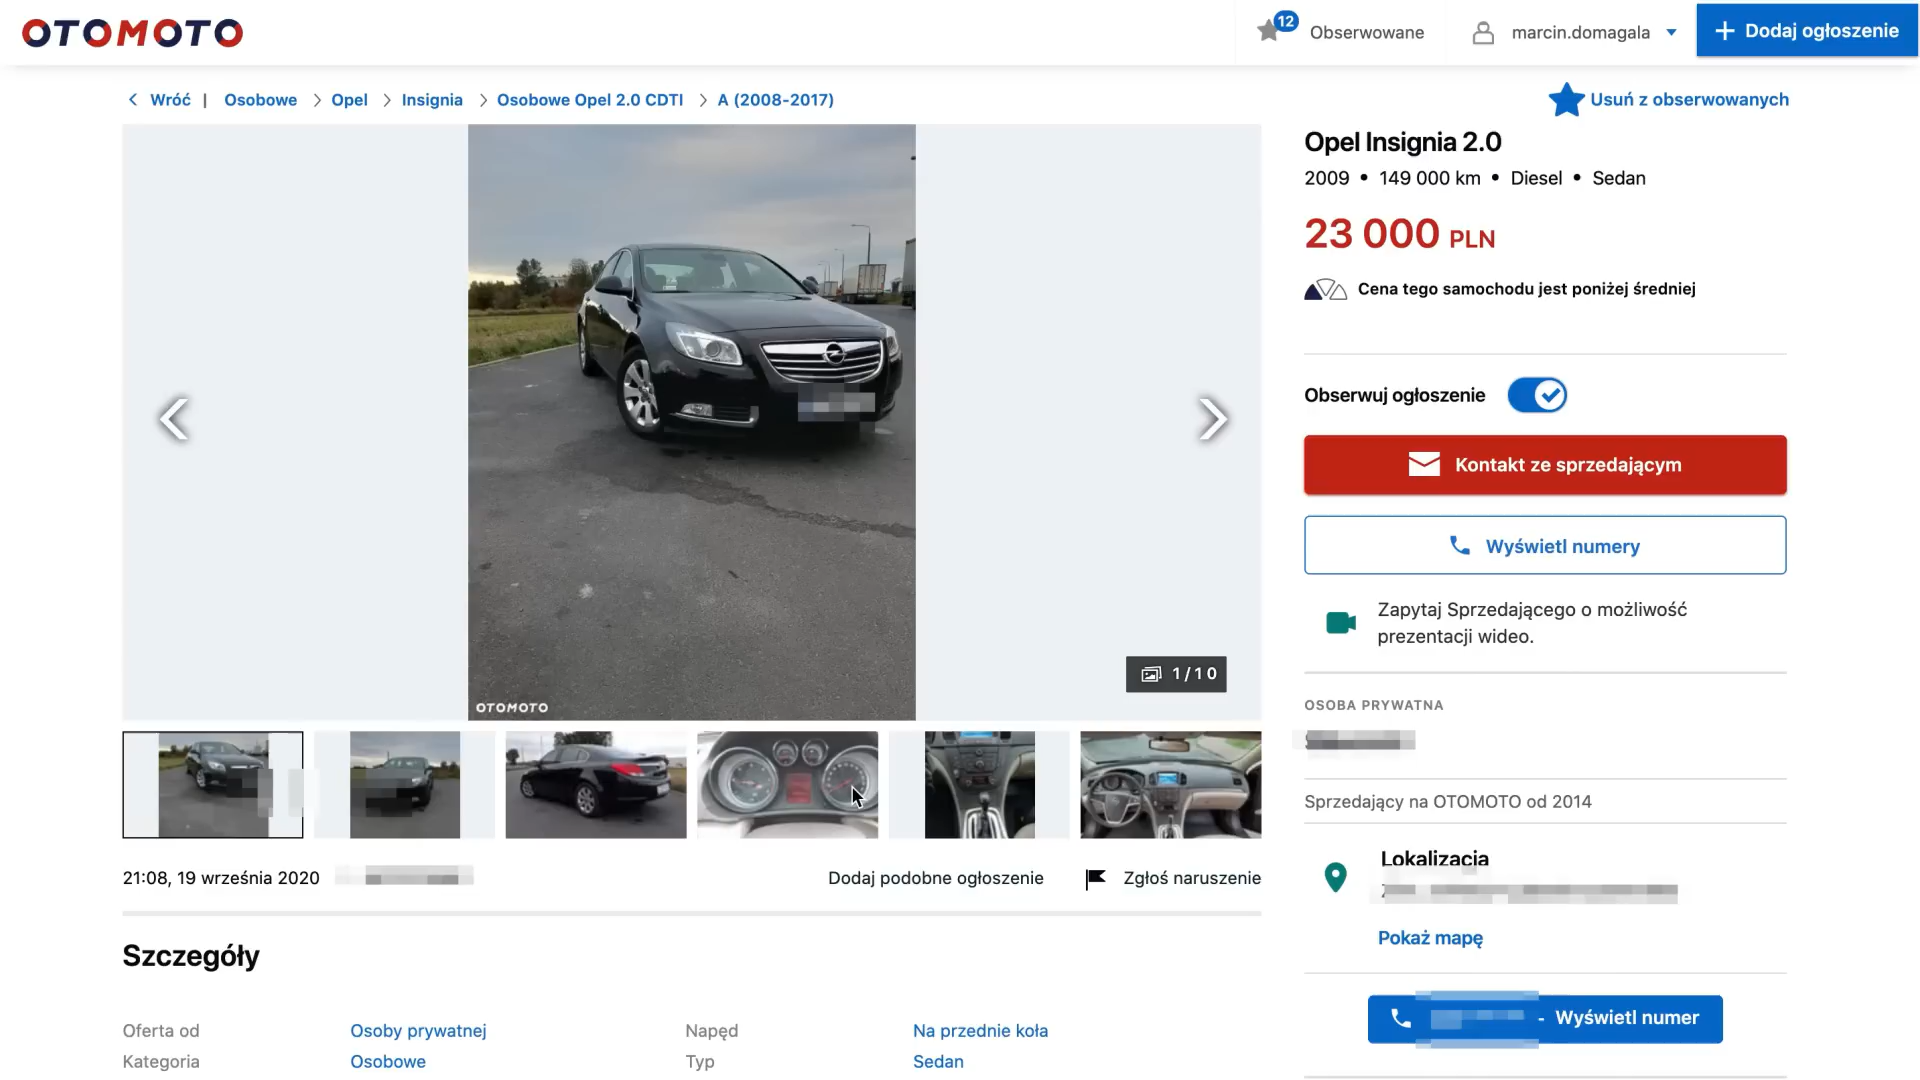 OTOMOTO
12
Obserwowane
marcin.domagala
Dodaj ogłoszenie
Wróć | Osobowe > Opel > Insignia > Osobowe Opel 2.0 CDTI > A (2008-2017)
Usuń z obserwowanych
Opel Insignia 2.0
2009 • 149 000 km • Diesel • Sedan
23 000 PLN
Cena tego samochodu jest poniżej średniej
Obserwuj ogłoszenie
Kontakt ze sprzedającym
Wyświetl numery
Zapytaj Sprzedającego o możliwość
prezentacji wideo.
1/10
OTOMOTO
OSOBA PRYWATNA
Sprzedający na OTOMOTO od 2014
21:08, 19 września 2020
Dodaj podobne ogłoszenie
Zgłoś naruszenie
Lokalizacja
Pokaż mapę
- Wyświetl numer
Szczegóły
Oferta od Osoby prywatnej Napęd Na przednie koła
Kategoria Osobowe Typ Sedan